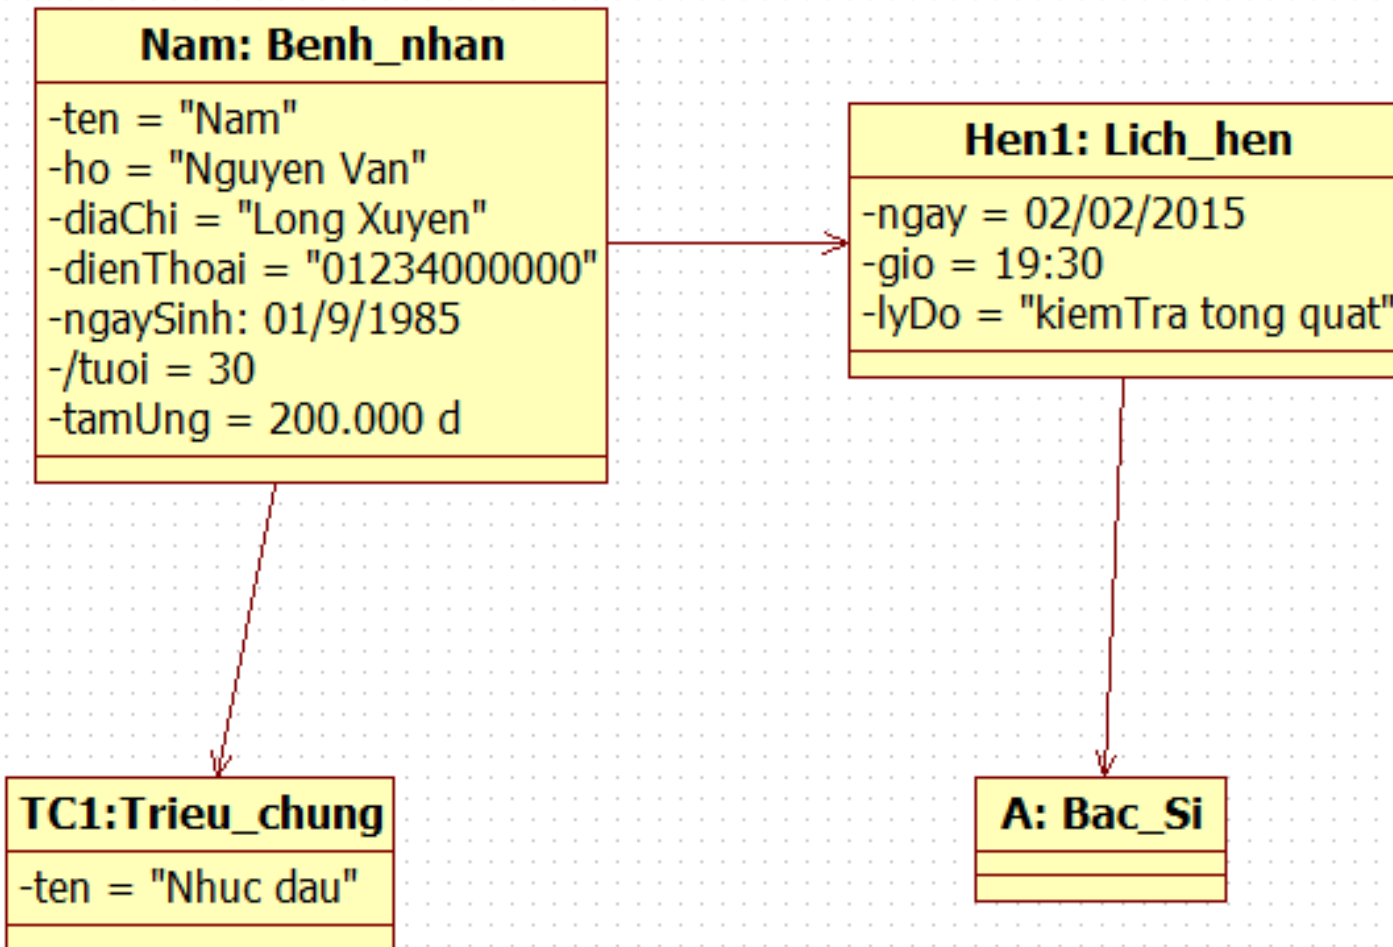 Nam: Benh_nhan
-ten = "Nam"
-ho = "Nguyen Van"
-diaChi = "Long Xuyen"
-dienThoai = "01234000000"
-ngaySinh: 01/9/1985
-/tuoi = 30
-tamUng = 200.000 d
Hen1: Lich_hen
-ngay = 02/02/2015
-gio = 19:30
-lyDo = "kiemTra tong quat"
TC1:Trieu_chung
-ten = "Nhuc dau"
A: Bac_Si